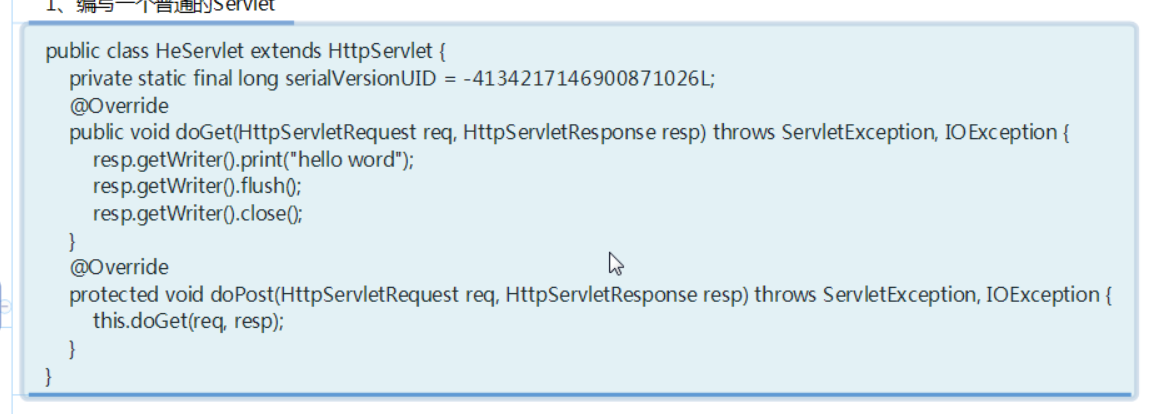 1、编写一个普通的Servlet
public class HeServlet extends HttpServlet {
private static final long serialVersionUID = -4134217146900871026L;
@Override
public void doGet(HttpServletRequest req, HttpServletResponse resp) throws ServletException, IOException {
resp.getWriter().print("hello word");
resp.getWriter().flush();
resp.getWriter().close();
}
@Override
protected void doPost(HttpServletRequest req, HttpServletResponse resp) throws ServletException, IOException {
this.doGet(req, resp);
}
}